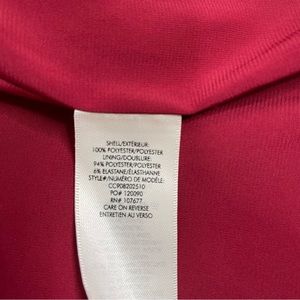 SHELL/EXTÉRIEUR:
100% POLYESTER/POLYESTER
LINING/DOUBLURE:
94% POLYESTER/POLYESTER
6% ELASTANE/ÉLASTHANNE
STYLE#/NUMÉRO DE MODÈLE:
CC908202510
PO# 120090
RN# 107677
CARE ON REVERSE
ENTRETIEN AU VERSO